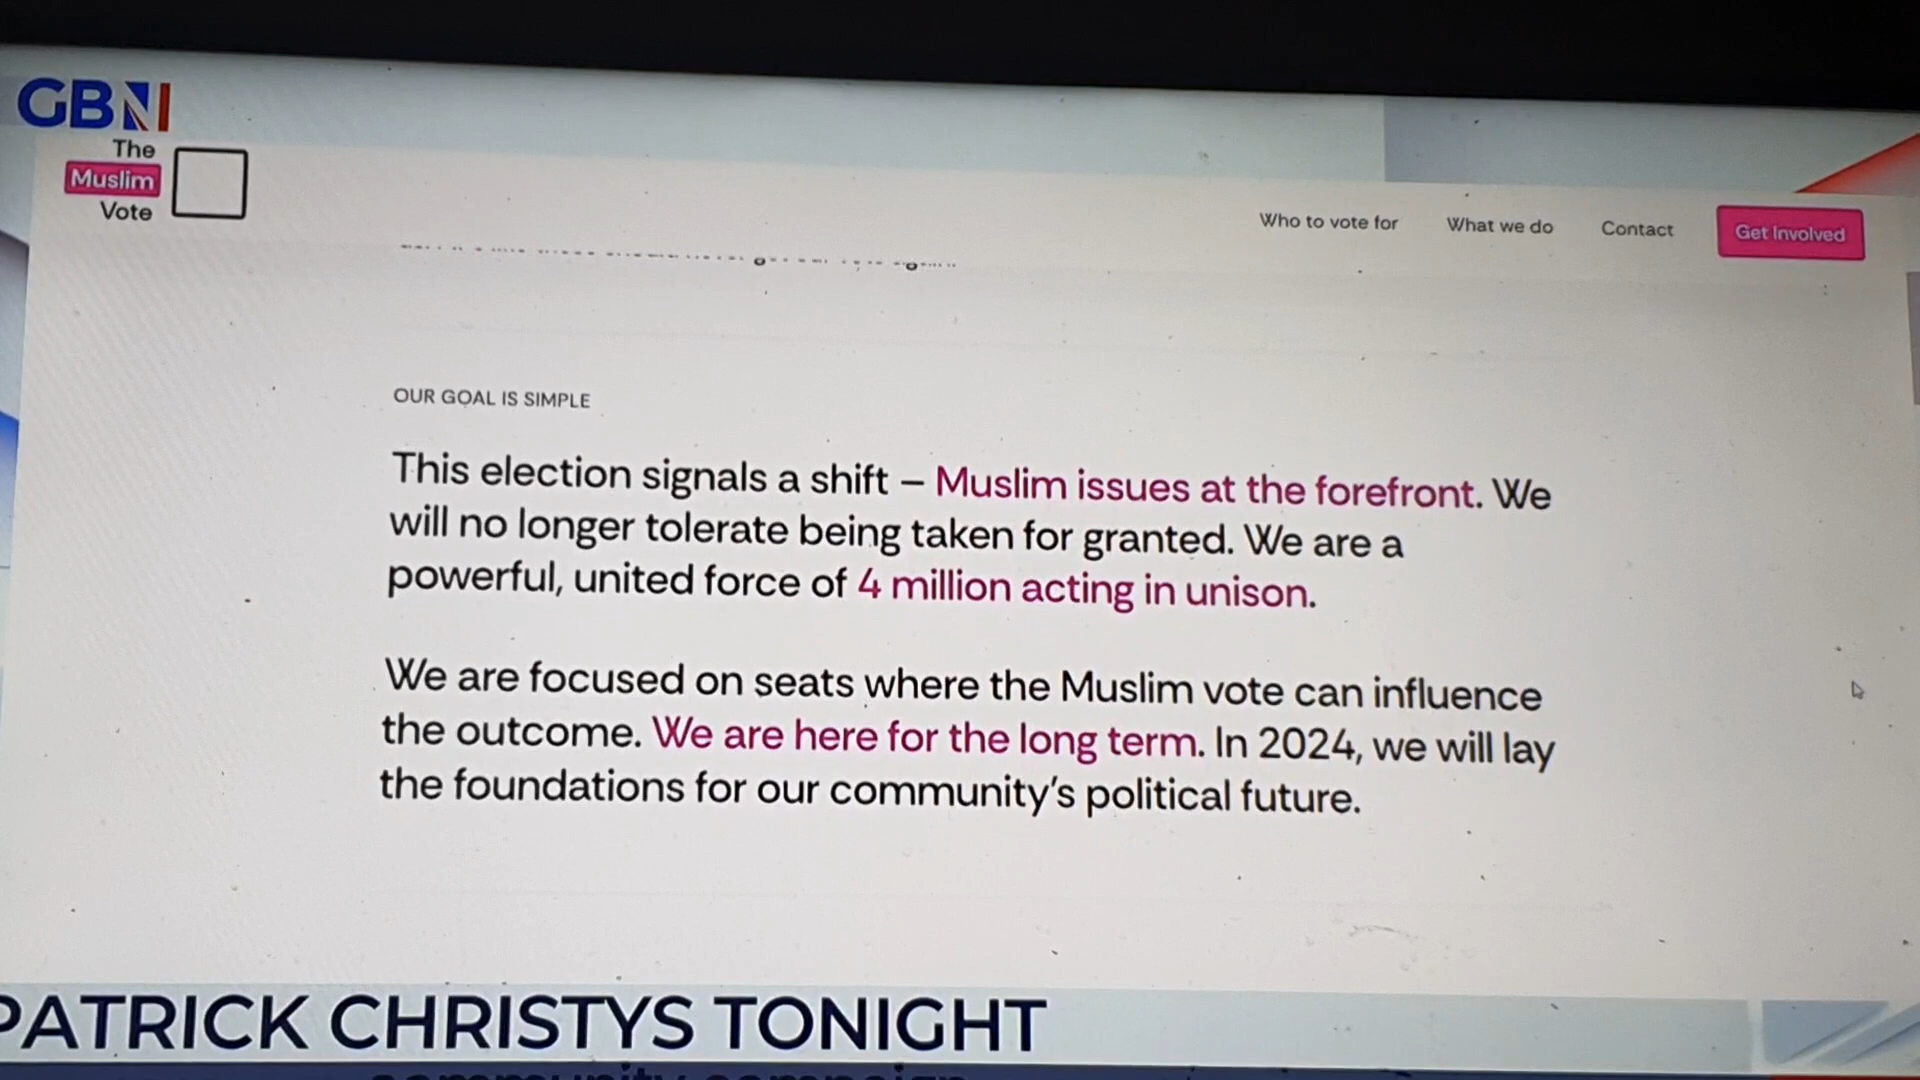 GBN
The
Muslim
Vote
Who to vote for
What we do
Contact
Get Involved
OUR GOAL IS SIMPLE
This election signals a shift – Muslim issues at the forefront. We
will no longer tolerate being taken for granted. We are a
powerful, united force of 4 million acting in unison.
We are focused on seats where the Muslim vote can influence
the outcome. We are here for the long term. In 2024, we will lay
the foundations for our community's political future.
PATRICK CHRISTYS TONIGHT